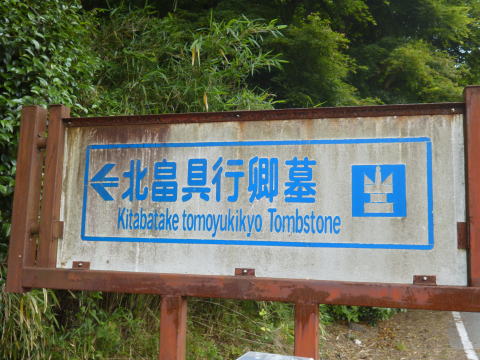 北畠具行卿墓
Kitabatake tomoyukikyo Tombstone